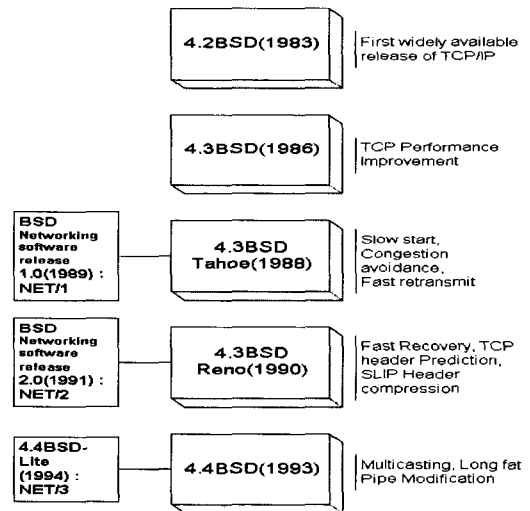 4.2BSD(1983)
First widely available
release of TCP/IP
4.3BSD(1986)
TCP Performance
Improvement
BSD
Networking
software
release
1.0(1989) :
NET/1
4.3BSD
Tahoe(1988)
Slow start,
Congestion
avoidance,
Fast retransmit
BSD
Networking
software
release
2.0(1991) :
NET/2
4.3BSD
Reno(1990)
Fast Recovery, TCP
header Prediction,
SLIP Header
compression
4.4BSD-
Lite
(1994) :
NET/3
4.4BSD(1993)
Multicasting, Long fat
Pipe Modification